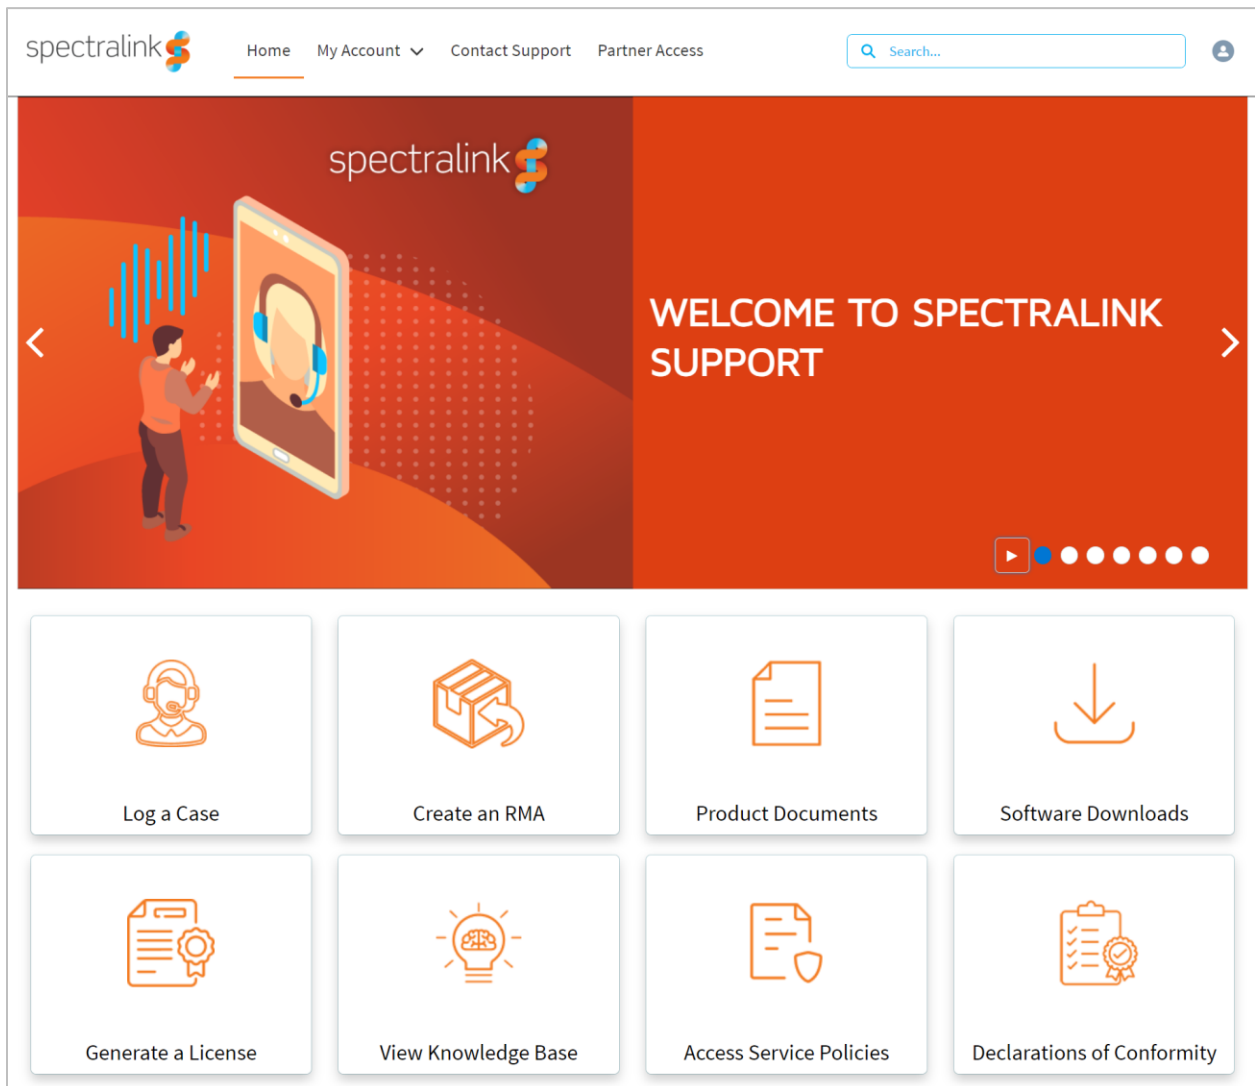 spectralink
Home My Account Contact Support Partner Access
Search...
spectralink
WELCOME TO SPECTRALINK
SUPPORT
Log a Case
Create an RMA
Product Documents
Software Downloads
Generate a License
View Knowledge Base
Access Service Policies
Declarations of Conformity